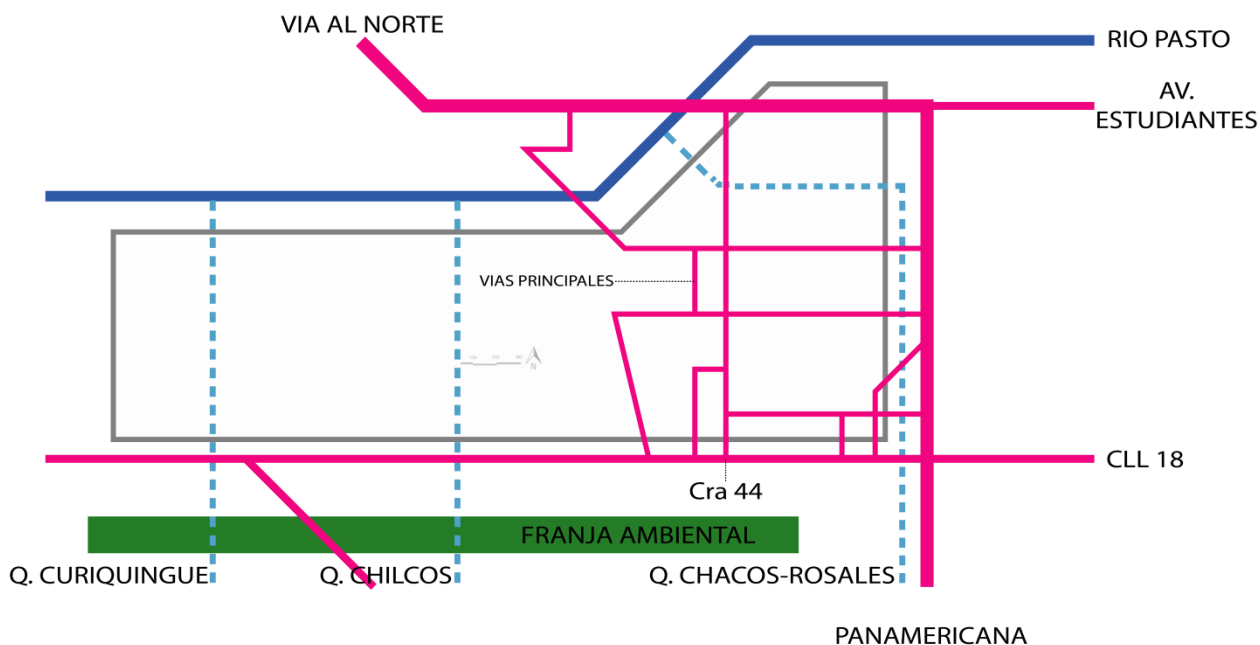 VIA AL NORTE
RIO PASTO
AV.
ESTUDIANTES
VIAS PRINCIPALES
N
CLL 18
Cra 44
FRANJA AMBIENTAL
Q. CURIQUINGUE
Q. CHILCOS
Q. CHACOS-ROSALES
PANAMERICANA